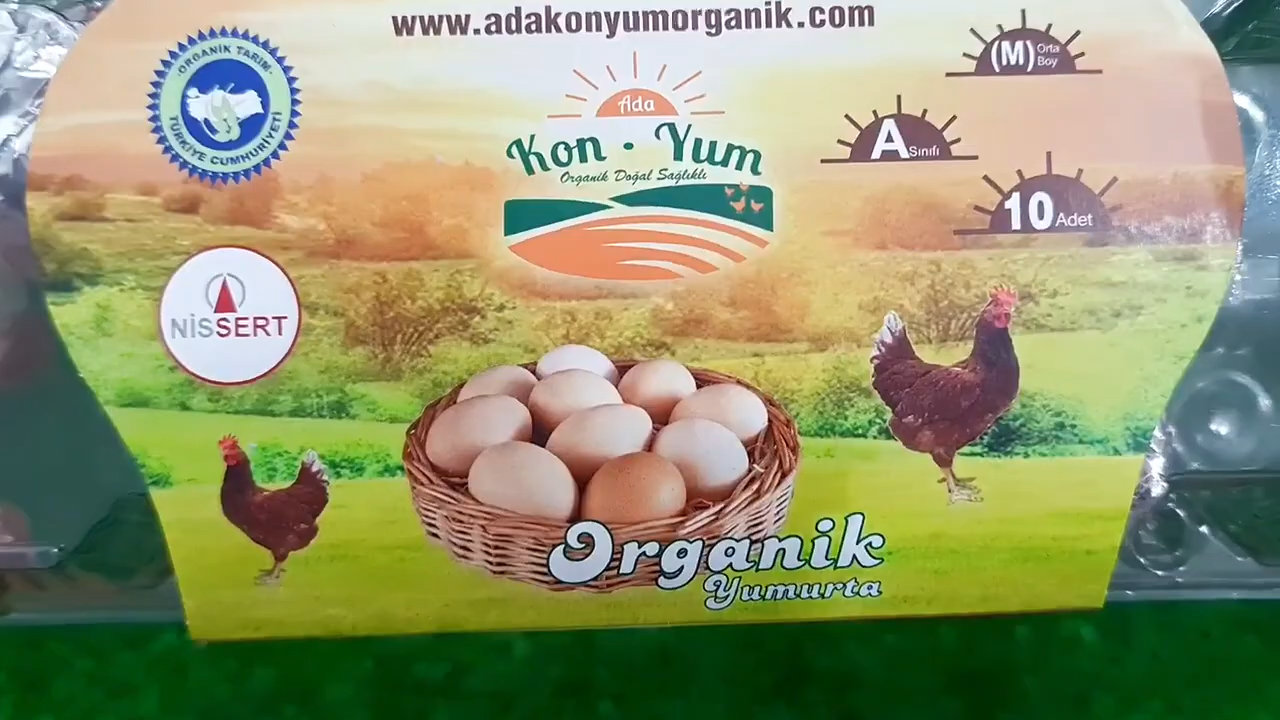 www.adakonyumorganik.com
ORGANİK TARIM
TÜRKİYE CUMHURİYETİ
Ada
Kon . Yum
Organik Doğal Sağlıklı
(M) Orta
Boy
A Sınıfı
10 Adet
NİSSERT
Organik
Yumurta